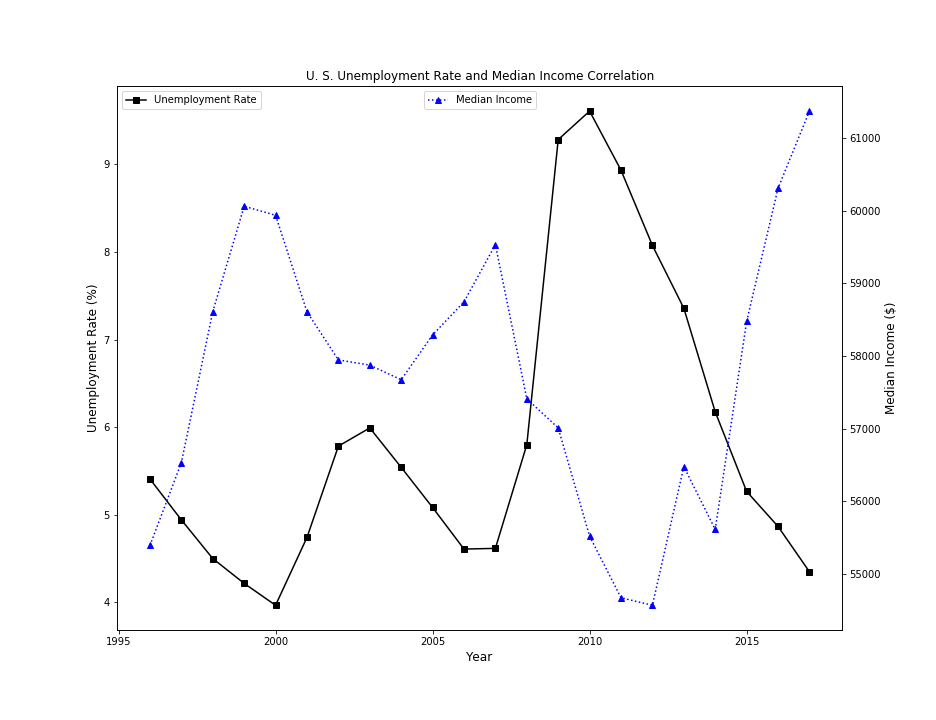 U. S. Unemployment Rate and Median Income Correlation
Unemployment Rate
Median Income
Unemployment Rate (%)
9
8
7
6
5
4
61000
60000
59000
58000
57000
56000
55000
Median Income ($)
1995 2000 2005 2010 2015
Year